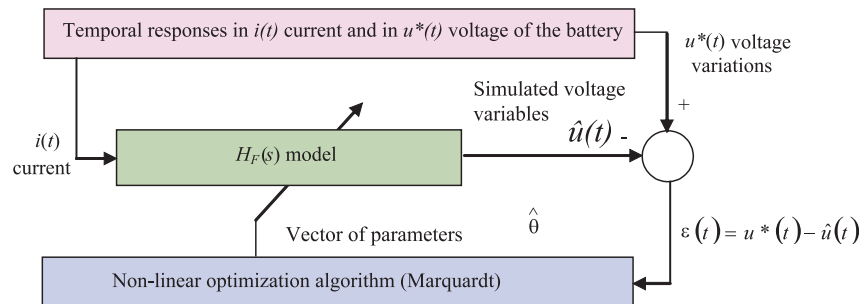 Temporal responses in i(t) current and in u*(t) voltage of the battery
u*(t) voltage
variations
Simulated voltage
variables
+
i(t)
current
H_F(s) model
û(t) -
Vector of parameters
θ̂
ε(t) = u * (t) − û(t)
Non-linear optimization algorithm (Marquardt)